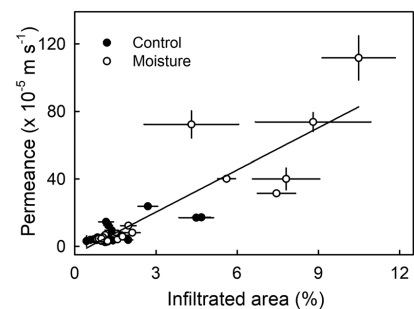 120
80
40
0
Control
Moisture
Permeance (x 10⁻⁵ m s⁻¹)
0
3
6
9
12
Infiltrated area (%)